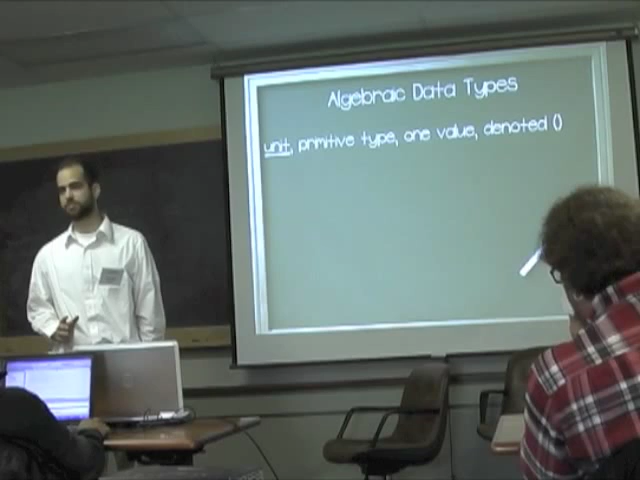 Algebraic Data Types
unit, primitive type, one value, denoted ()